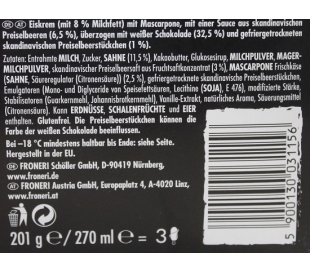 DE AT Eiskrem (mit 8 % Milchfett) mit Mascarpone, mit einer Sauce aus skandinavischen
Preiselbeeren (6,5 %), überzogen mit weißer Schokolade (32,5 %) und gefriergetrockneten
skandinavischen Preiselbeerstückchen (1 %).
Zutaten: Entrahmte MILCH, Zucker, SAHNE (11,5 %), Kakaobutter, Glukosesirup, MILCHPULVER, MAGER-
MILCHPULVER, skandinavischer Preiselbeersaft aus Fruchtsaftkonzentrat (3 %), MASCARPONE Frischkäse
(SAHNE, Säureregulator (Citronensäure)) (2,5 %), gefriergetrocknete skandinavische Preiselbeerstückchen,
Emulgatoren (Mono- und Diglyceride von Speisefettsäuren, Lecithine (SOJA), E 476), modifizierte Stärke,
Stabilisatoren (Guarkernmehl, Johannisbrotkernmehl), Vanille-Extrakt, natürliches Aroma, Säuerungsmittel
(Citronensäure). Kann ERDNÜSSE, SCHALENFRÜCHTE und EIER
enthalten. Glutenfrei. Die Preiselbeerstückchen können die
Farbe der weißen Schokolade beeinflussen.
Bei –18 °C mindestens haltbar bis Ende: siehe Seite.
Hergestellt in der EU.
DE FRONERI Schöller GmbH, D-90419 Nürnberg,
www.froneri.de
AT FRONERI Austria GmbH, Europaplatz 4, A-4020 Linz,
www.froneri.at
201 g e / 270 ml e = 3
5 900130 031156